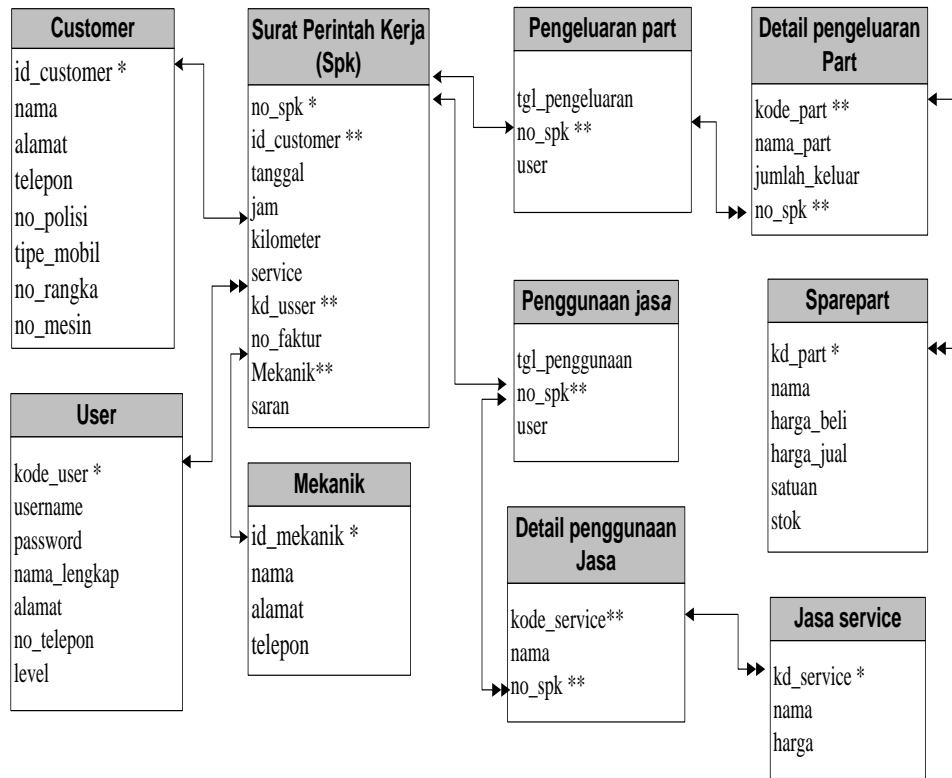 Customer
id_customer *
nama
alamat
telepon
no_polisi
tipe_mobil
no_rangka
no_mesin
Surat Perintah Kerja
(Spk)
no_spk *
id_customer **
tanggal
jam
kilometer
service
kd_usser **
no_faktur
Mekanik**
saran
Pengeluaran part
tgl_pengeluaran
no_spk **
user
Detail pengeluaran
Part
kode_part **
nama_part
jumlah_keluar
no_spk **
User
kode_user *
username
password
nama_lengkap
alamat
no_telepon
level
Mekanik
id_mekanik *
nama
alamat
telepon
Penggunaan jasa
tgl_penggunaan
no_spk**
user
Sparepart
kd_part *
nama
harga_beli
harga_jual
satuan
stok
Detail penggunaan
Jasa
kode_service**
nama
no_spk **
Jasa service
kd_service *
nama
harga